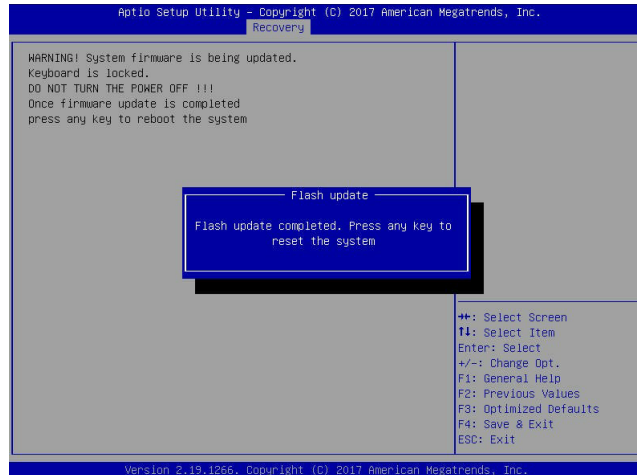 Aptio Setup Utility – Copyright (C) 2017 American Megatrends, Inc.
Recovery
WARNING! System firmware is being updated.
Keyboard is locked.
DO NOT TURN THE POWER OFF !!!
Once firmware update is completed
press any key to reboot the system
Flash update
Flash update completed. Press any key to
reset the system
→←: Select Screen
↑↓: Select Item
Enter: Select
+/-: Change Opt.
F1: General Help
F2: Previous Values
F3: Optimized Defaults
F4: Save & Exit
ESC: Exit
Version 2.19.1266. Copyright (C) 2017 American Megatrends, Inc.